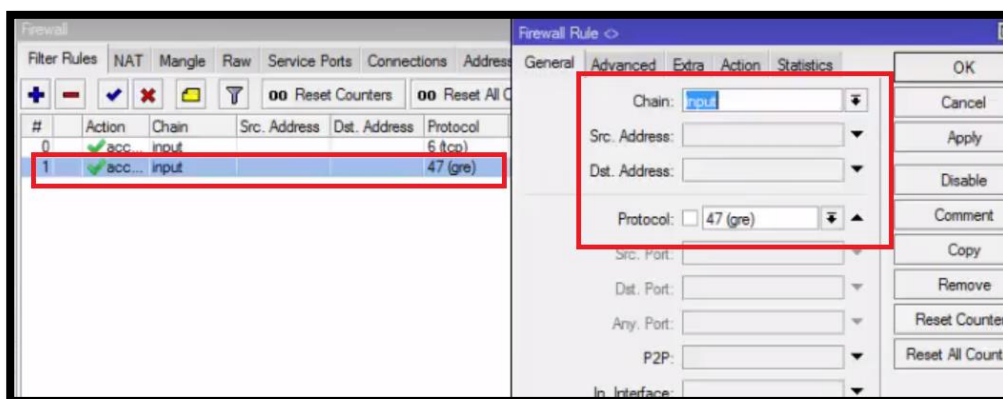 Firewall
Filter Rules NAT Mangle Raw Service Ports Connections Address
00 Reset Counters 00 Reset All C
# Action Chain Src. Address Dst. Address Protocol
0 acc... input 6 (tcp)
1 acc... input 47 (gre)
Firewall Rule <>
General Advanced Extra Action Statistics
Chain: input
Src. Address:
Dst. Address:
Protocol: 47 (gre)
Src. Port:
Dst. Port:
Any. Port:
P2P:
In. Interface:
OK
Cancel
Apply
Disable
Comment
Copy
Remove
Reset Counter
Reset All Count